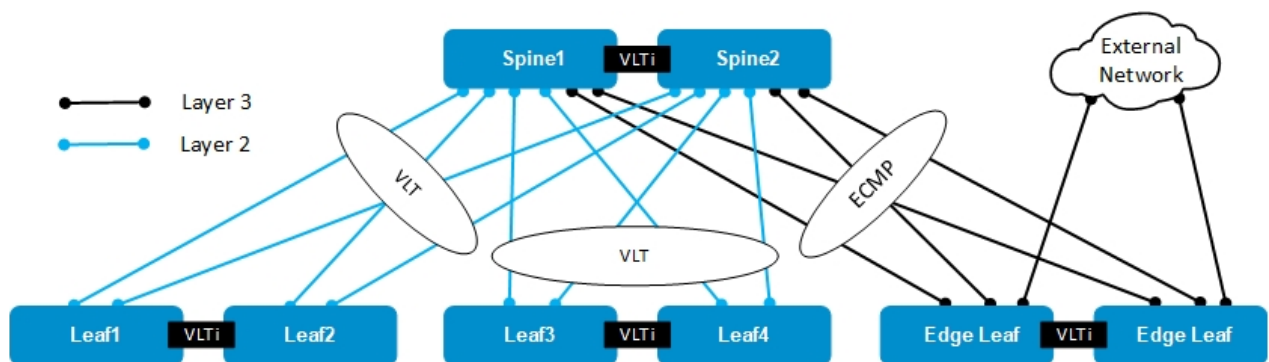 Spine1
VLTi
Spine2
External
Network
Layer 3
Layer 2
VLT
ECMP
VLT
Leaf1
VLTi
Leaf2
Leaf3
VLTi
Leaf4
Edge Leaf
VLTi
Edge Leaf